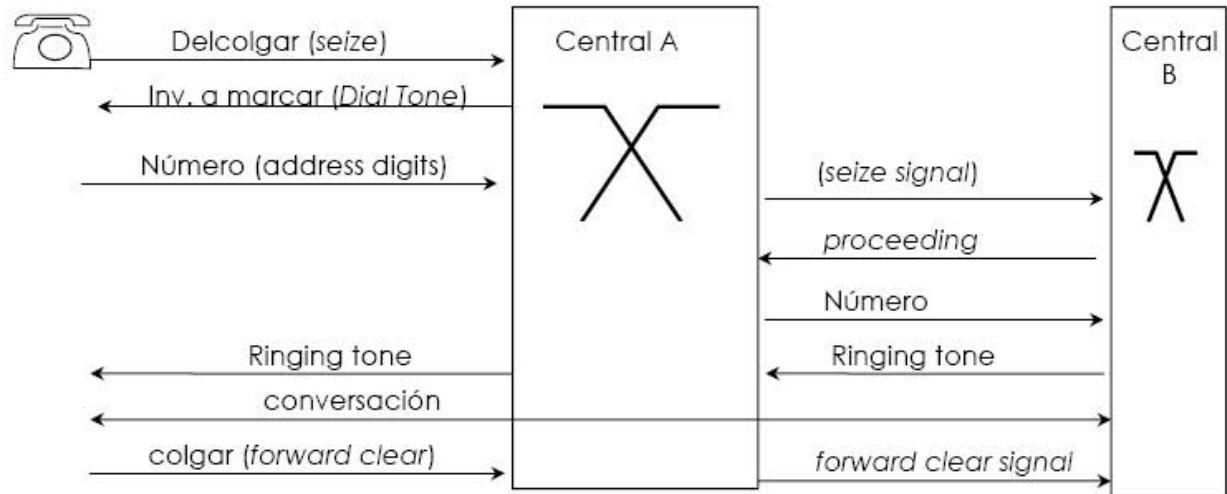 Delcolgar (seize)
Central A
Central
B
Inv. a marcar (Dial Tone)
Número (address digits)
(seize signal)
proceeding
Número
Ringing tone
Ringing tone
conversación
colgar (forward clear)
forward clear signal